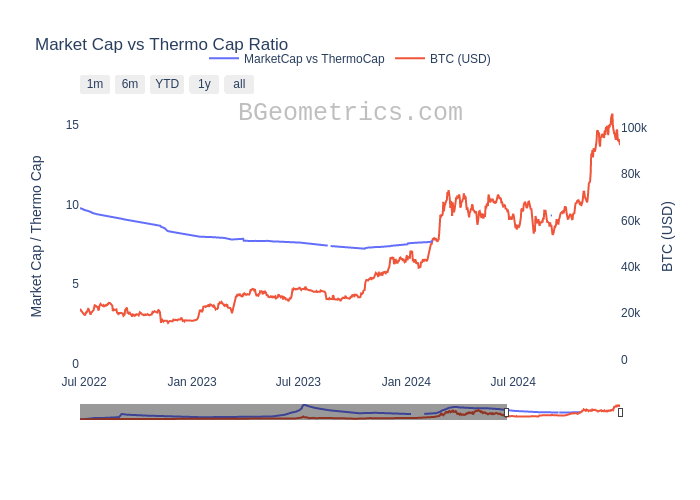 Market Cap vs Thermo Cap Ratio
MarketCap vs ThermoCap
BTC (USD)
1m
6m
YTD
1y
all
BGeometrics.com
15
10
5
0
Market Cap / Thermo Cap
100k
80k
60k
40k
20k
0
BTC (USD)
Jul 2022
Jan 2023
Jul 2023
Jan 2024
Jul 2024